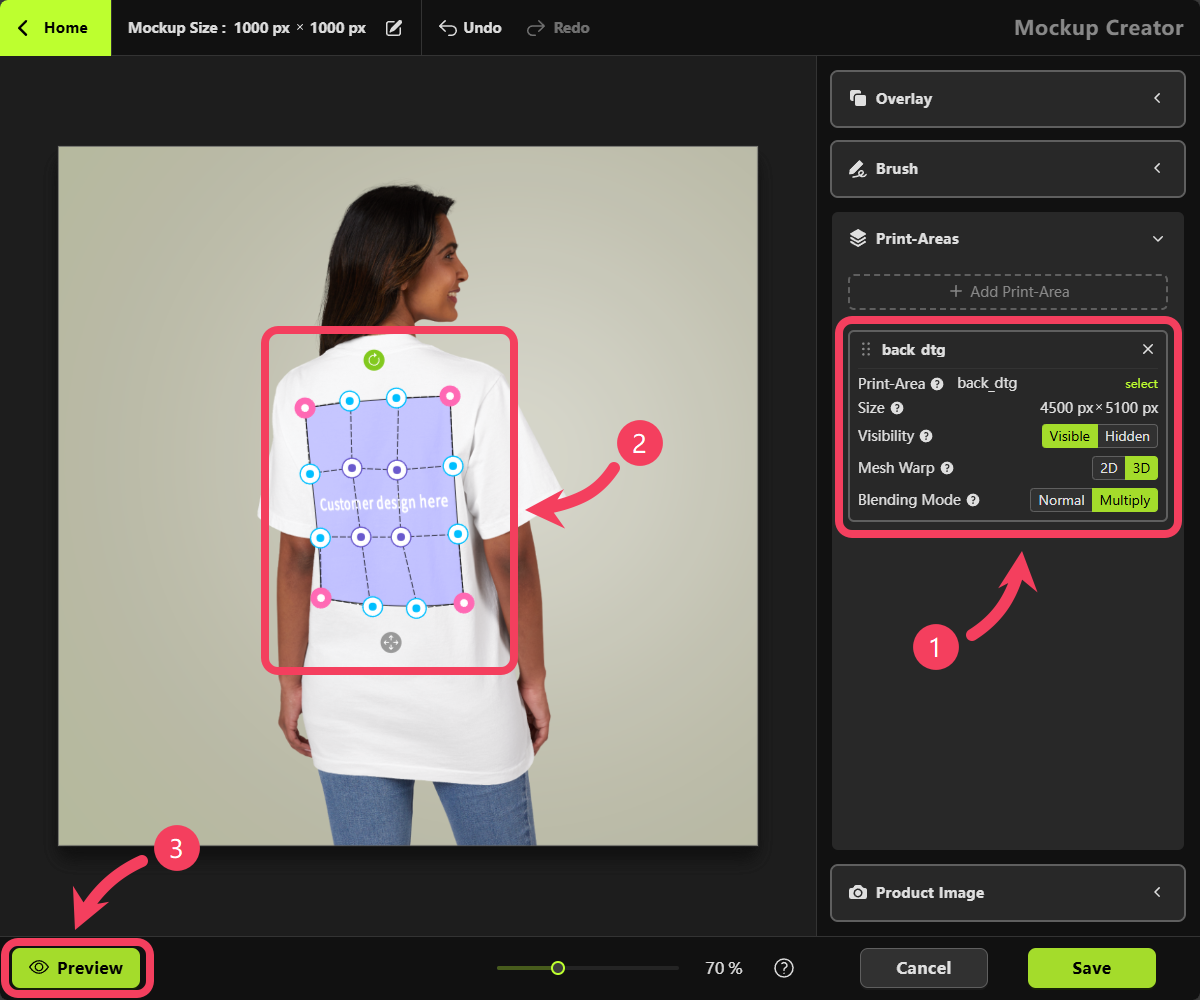 Home
Mockup Size : 1000 px × 1000 px
Undo
Redo
Mockup Creator
Overlay
Brush
Print-Areas
+ Add Print-Area
back dtg
Print-Area ? back_dtg select
Size ? 4500 px×5100 px
Visibility ? Visible Hidden
Mesh Warp ? 2D 3D
Blending Mode ? Normal Multiply
Customer design here
2
1
3
Product Image
Preview
70 %
?
Cancel
Save